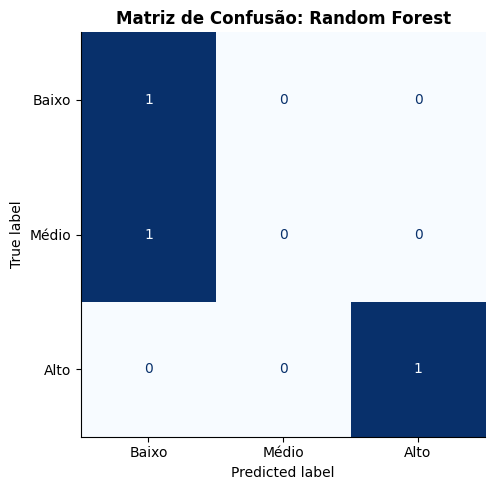 Matriz de Confusão: Random Forest
Baixo 1 0 0
Médio 1 0 0
Alto 0 0 1
True label
Baixo Médio Alto
Predicted label